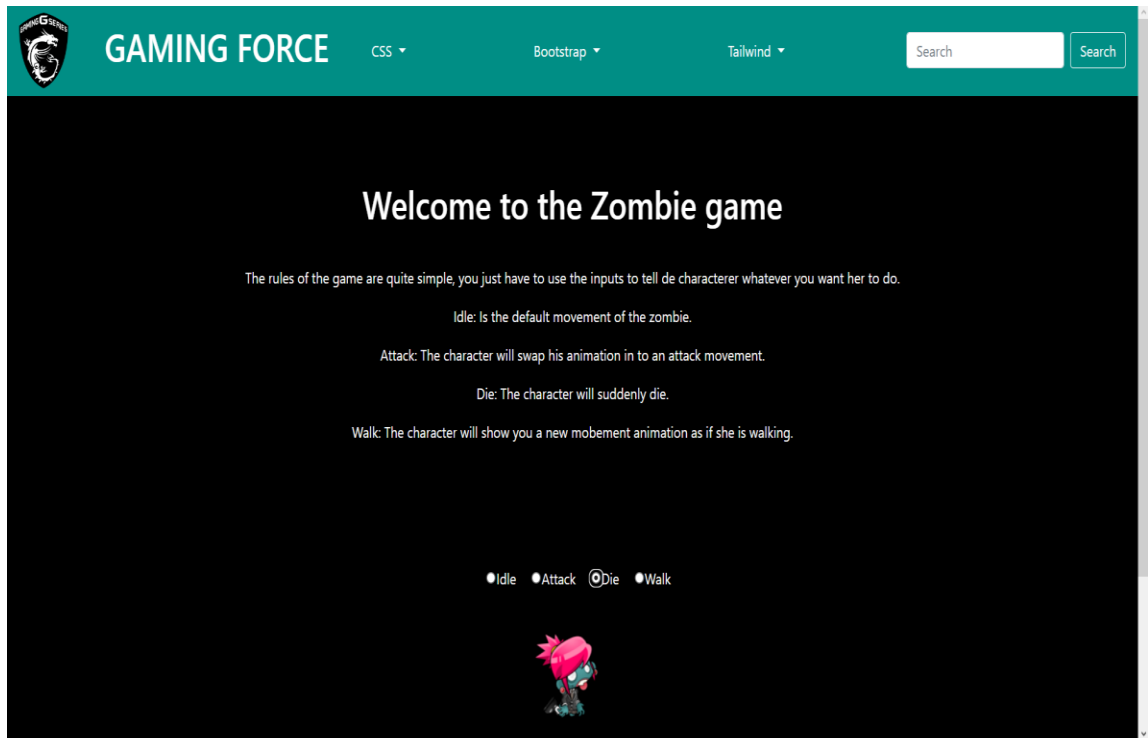 GAMING G SERIES
GAMING FORCE
CSS
Bootstrap
Tailwind
Search
Search
Welcome to the Zombie game
The rules of the game are quite simple, you just have to use the inputs to tell de characterer whatever you want her to do.
Idle: Is the default movement of the zombie.
Attack: The character will swap his animation in to an attack movement.
Die: The character will suddenly die.
Walk: The character will show you a new mobement animation as if she is walking.
Idle Attack Die Walk